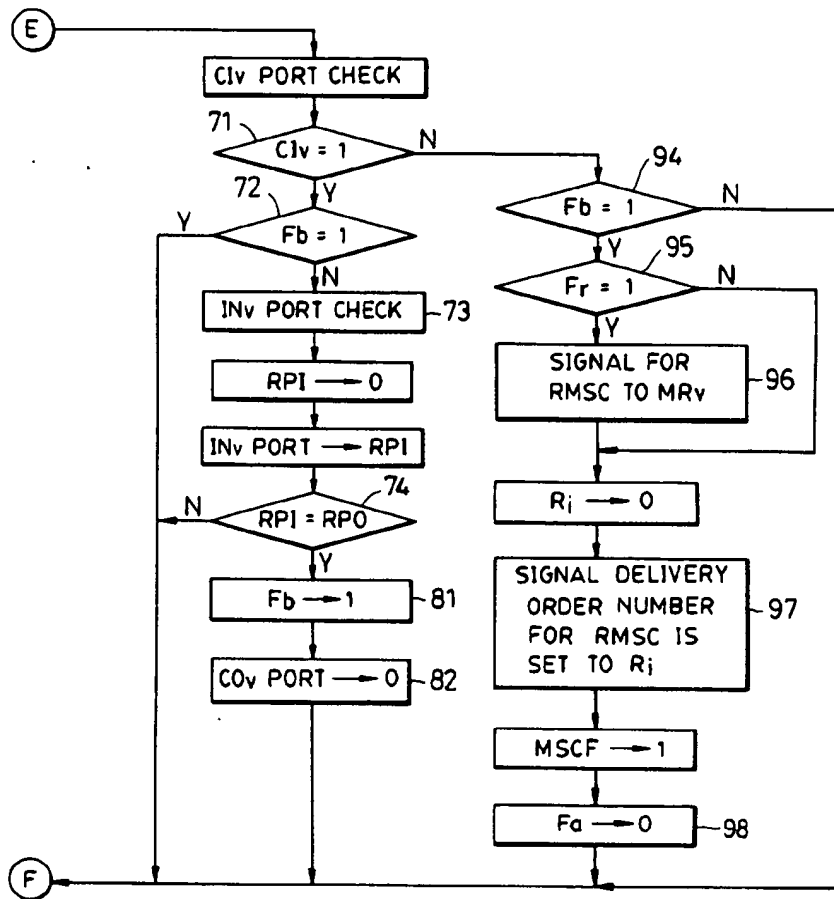 E
CIv PORT CHECK
71
CIv = 1
N
Y
94
Fb = 1
N
Y
72
Y
Fb = 1
N
95
Fr = 1
N
Y
INv PORT CHECK
73
RPI → 0
SIGNAL FOR
RMSC TO MRv
96
INv PORT → RPI
74
N
RPI = RPO
Y
Ri → 0
Fb → 1
81
SIGNAL DELIVERY
ORDER NUMBER
FOR RMSC IS
SET TO Ri
97
COv PORT → 0
82
MSCF → 1
Fa → 0
98
F